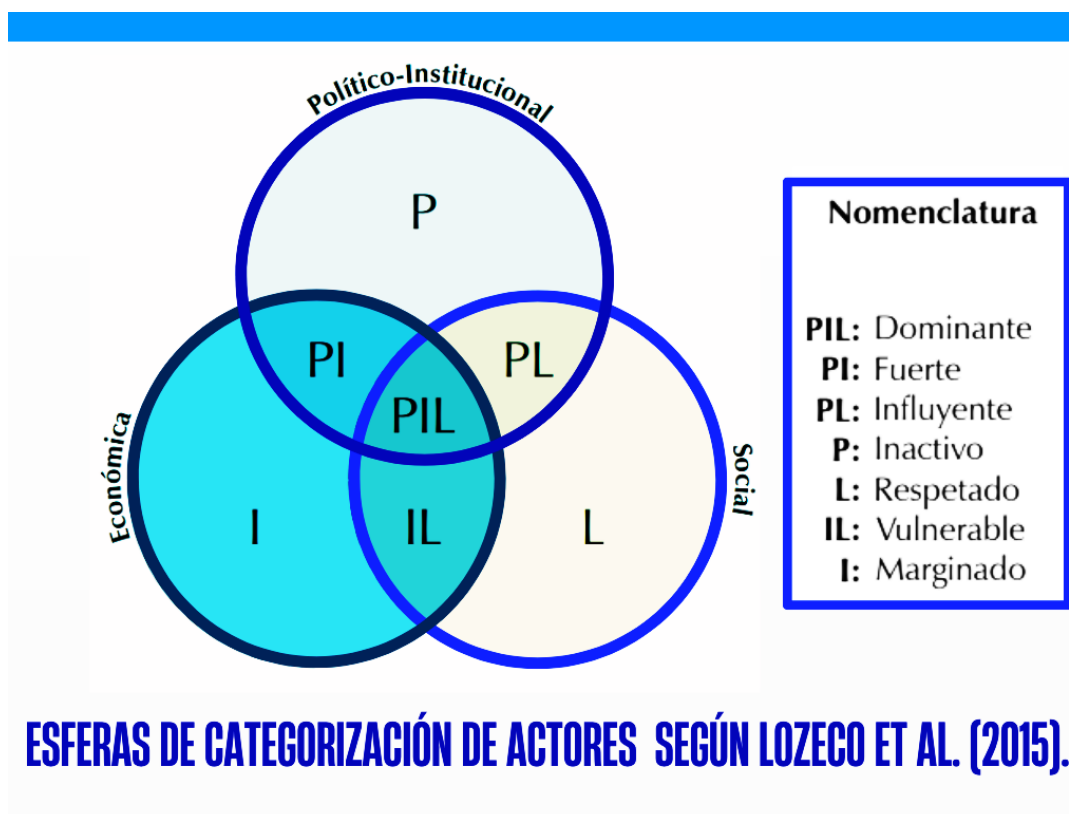 Político-Institucional
P
PI
PL
PIL
Económica
Social
I
IL
L
Nomenclatura
PIL: Dominante
PI: Fuerte
PL: Influyente
P: Inactivo
L: Respetado
IL: Vulnerable
I: Marginado
ESFERAS DE CATEGORIZACIÓN DE ACTORES SEGÚN LOZECO ET AL. (2015).